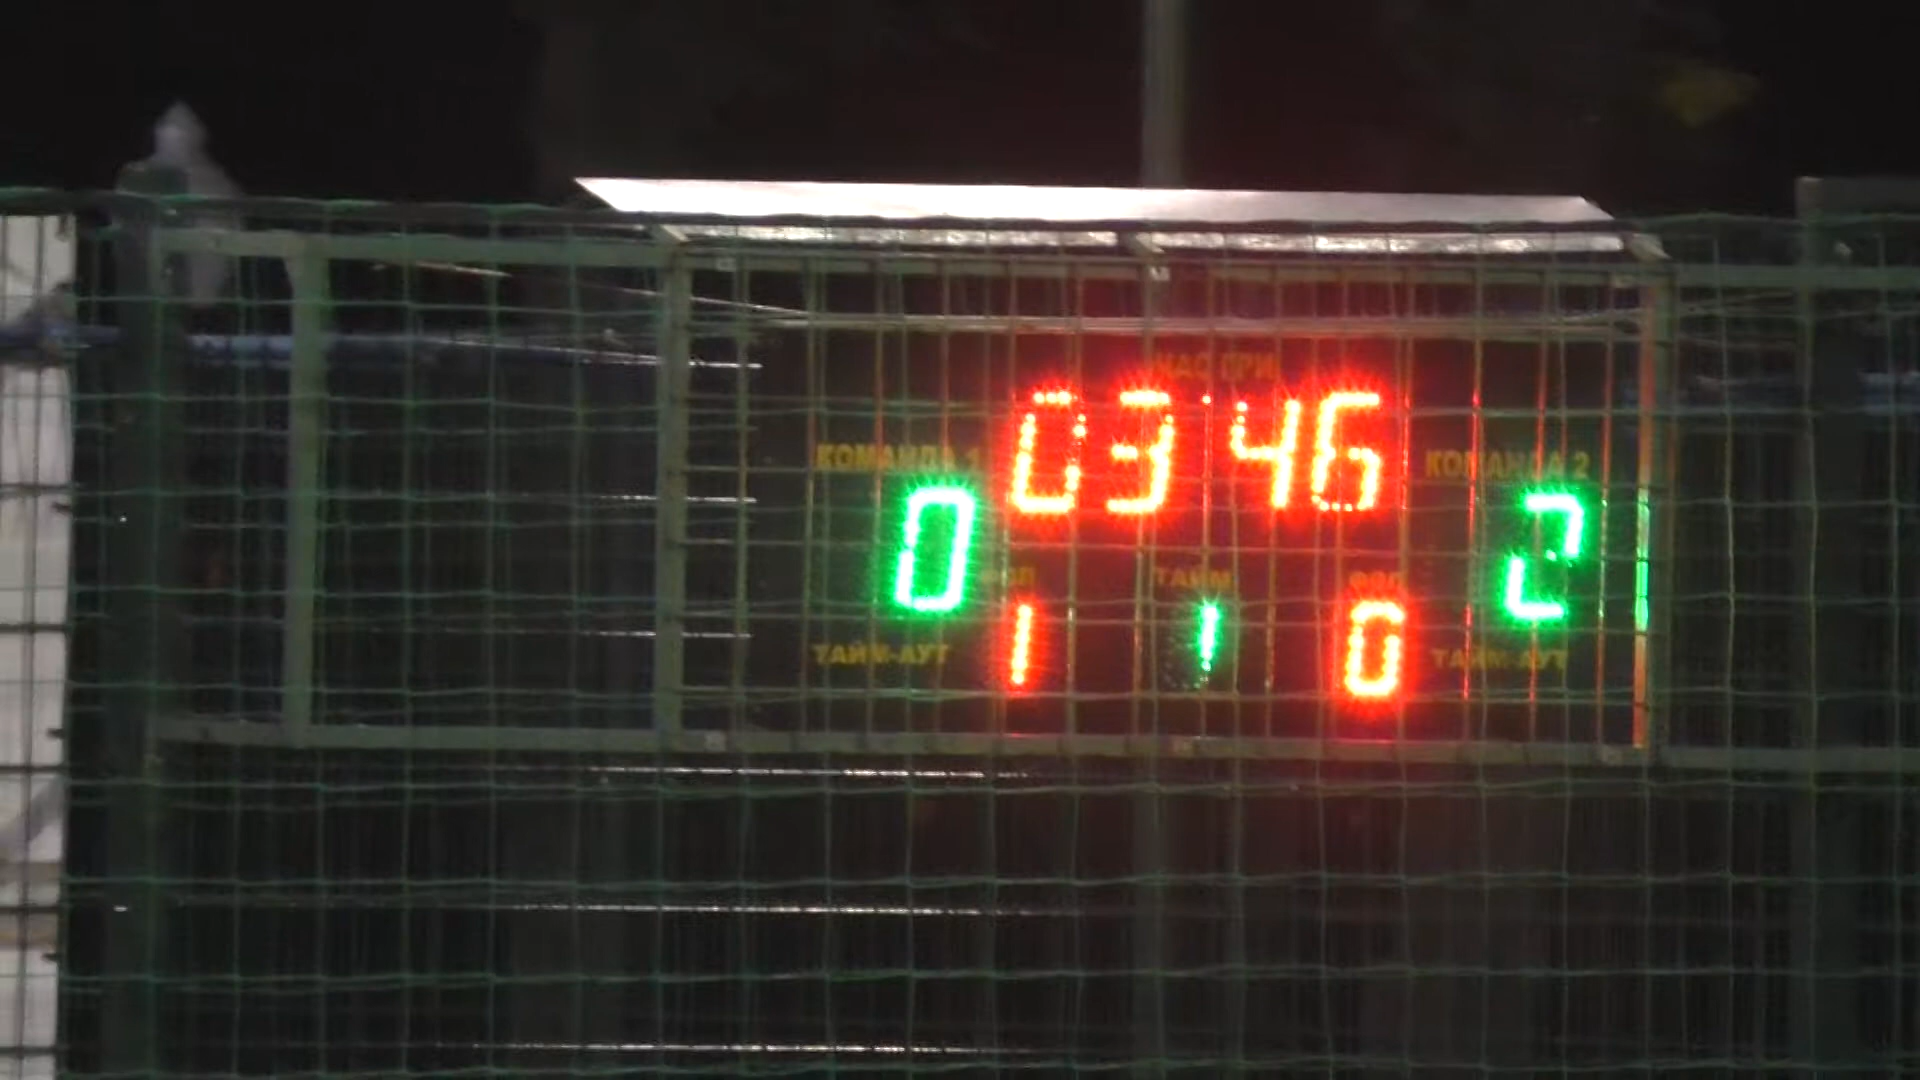 ЧАС ГРИ
КОМАНДА 1 03 46 КОМАНДА 2
0 2
ФОЛ ТАЙМ ФОЛ
1 1 0
ТАЙМ-АУТ ТАЙМ-АУТ